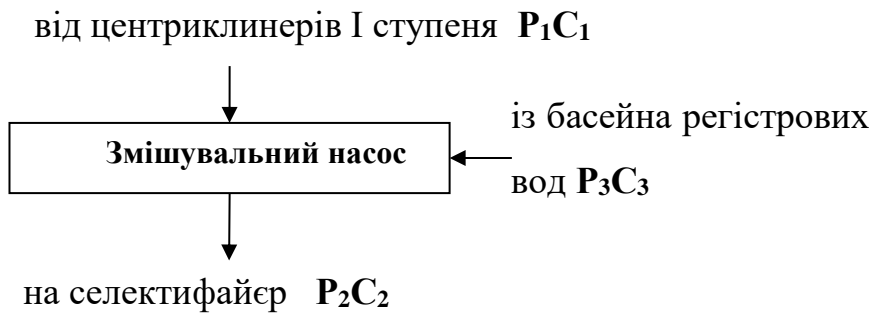 від центриклинерів I ступеня P₁C₁
із басейна регістрових
Змішувальний насос
вод P₃C₃
на селектифайєр P₂C₂